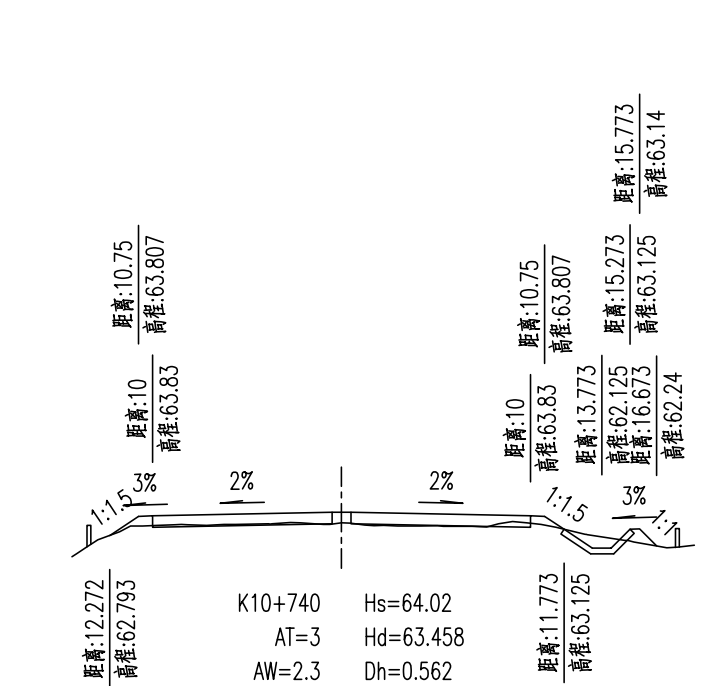 距离:15.773
高程:63.14
距离:10.75
高程:63.807
距离:10.75
高程:63.807
距离:15.273
高程:63.125
距离:10
高程:63.83
距离:10
高程:63.83
距离:13.773
高程:62.125
距离:16.673
高程:62.24
1:1.5
3%
2%
2%
1:1.5
3%
1:1
距离:12.272
高程:62.793
距离:11.773
高程:63.125
K10+740 Hs=64.02
AT=3 Hd=63.458
AW=2.3 Dh=0.562